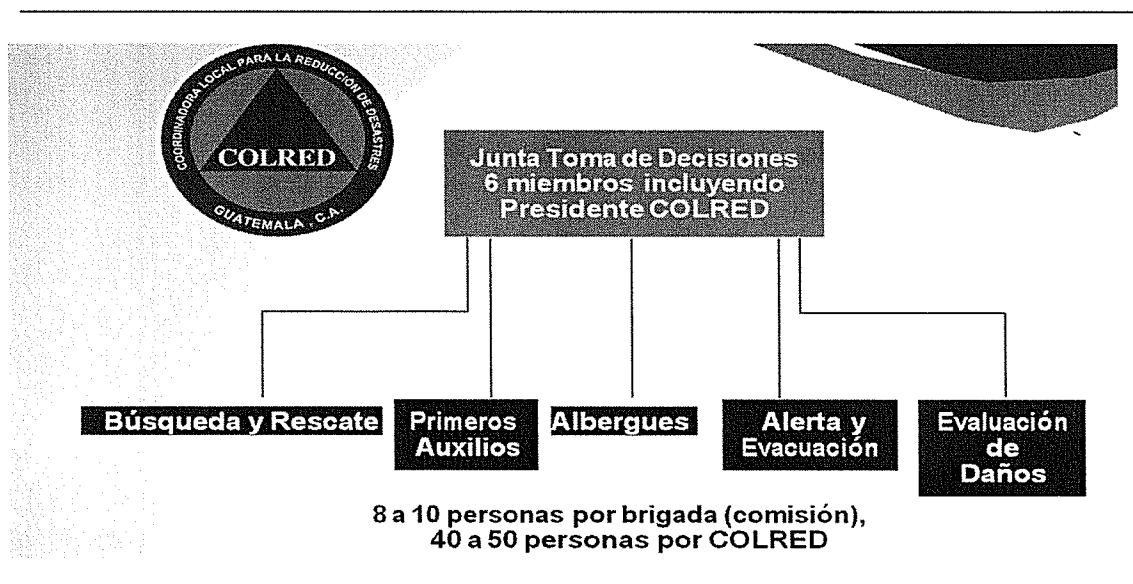 COORDINADORA LOCAL PARA LA REDUCCIÓN DE DESASTRES
COLRED
GUATEMALA, C.A.
Junta Toma de Decisiones
6 miembros incluyendo
Presidente COLRED
Búsqueda y Rescate
Primeros
Auxilios
Albergues
Alerta y
Evacuación
Evaluación
de
Daños
8 a 10 personas por brigada (comisión),
40 a 50 personas por COLRED